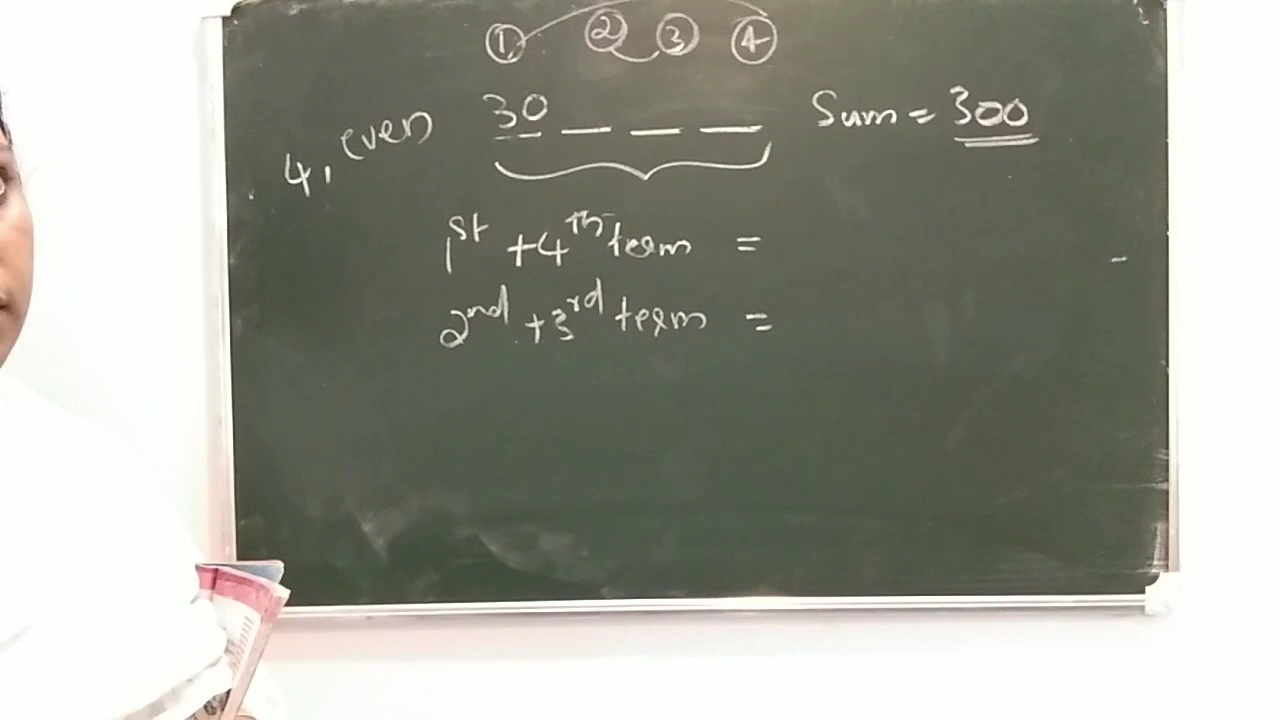 ① ② ③ ④
4, even 30 _ _ _ Sum = 300
1st + 4th term =
2nd + 3rd term =